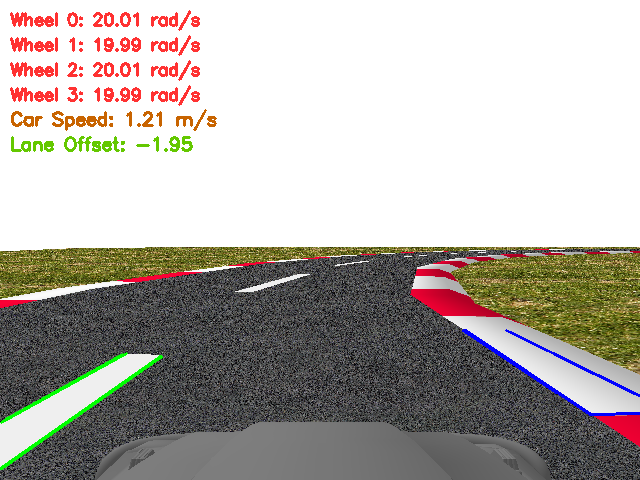 Wheel 0: 20.01 rad/s
Wheel 1: 19.99 rad/s
Wheel 2: 20.01 rad/s
Wheel 3: 19.99 rad/s
Car Speed: 1.21 m/s
Lane Offset: -1.95